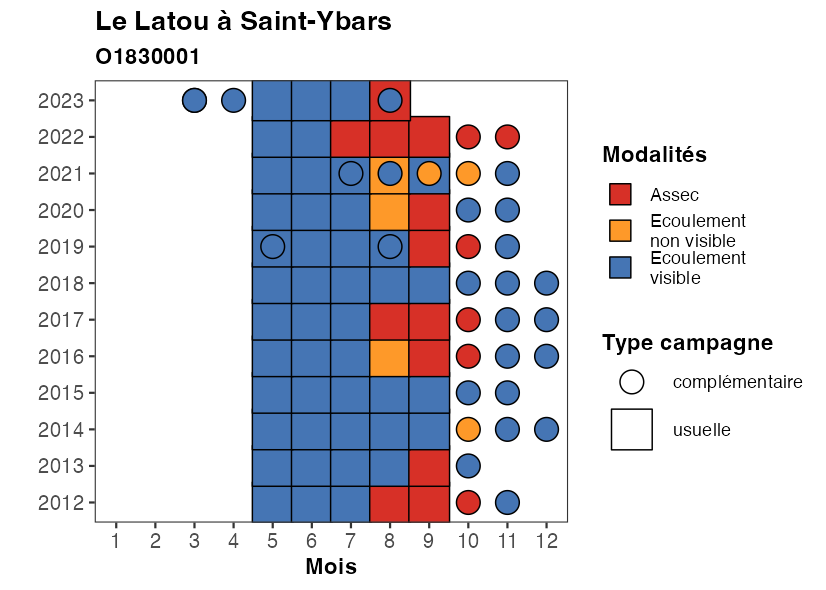 Le Latou à Saint-Ybars
O1830001
2023
2022
2021
2020
2019
2018
2017
2016
2015
2014
2013
2012
1 2 3 4 5 6 7 8 9 10 11 12
Mois
Modalités
Assec
Ecoulement
non visible
Ecoulement
visible
Type campagne
complémentaire
usuelle